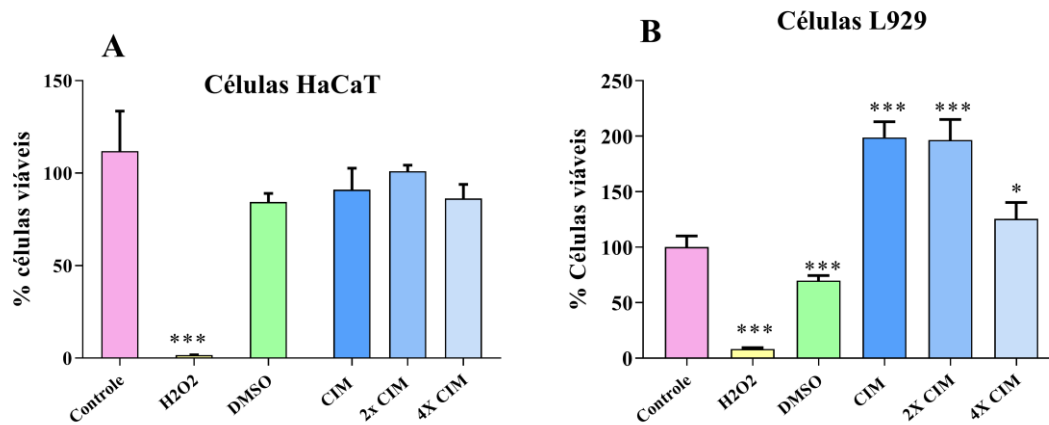 A
Células HaCaT
% células viáveis
150
100
50
0
***
Controle
H2O2
DMSO
CIM
2x CIM
4X CIM
B
Células L929
% Células viáveis
250
200
150
100
50
0
***
***
***
***
*
Controle
H2O2
DMSO
CIM
2X CIM
4X CIM